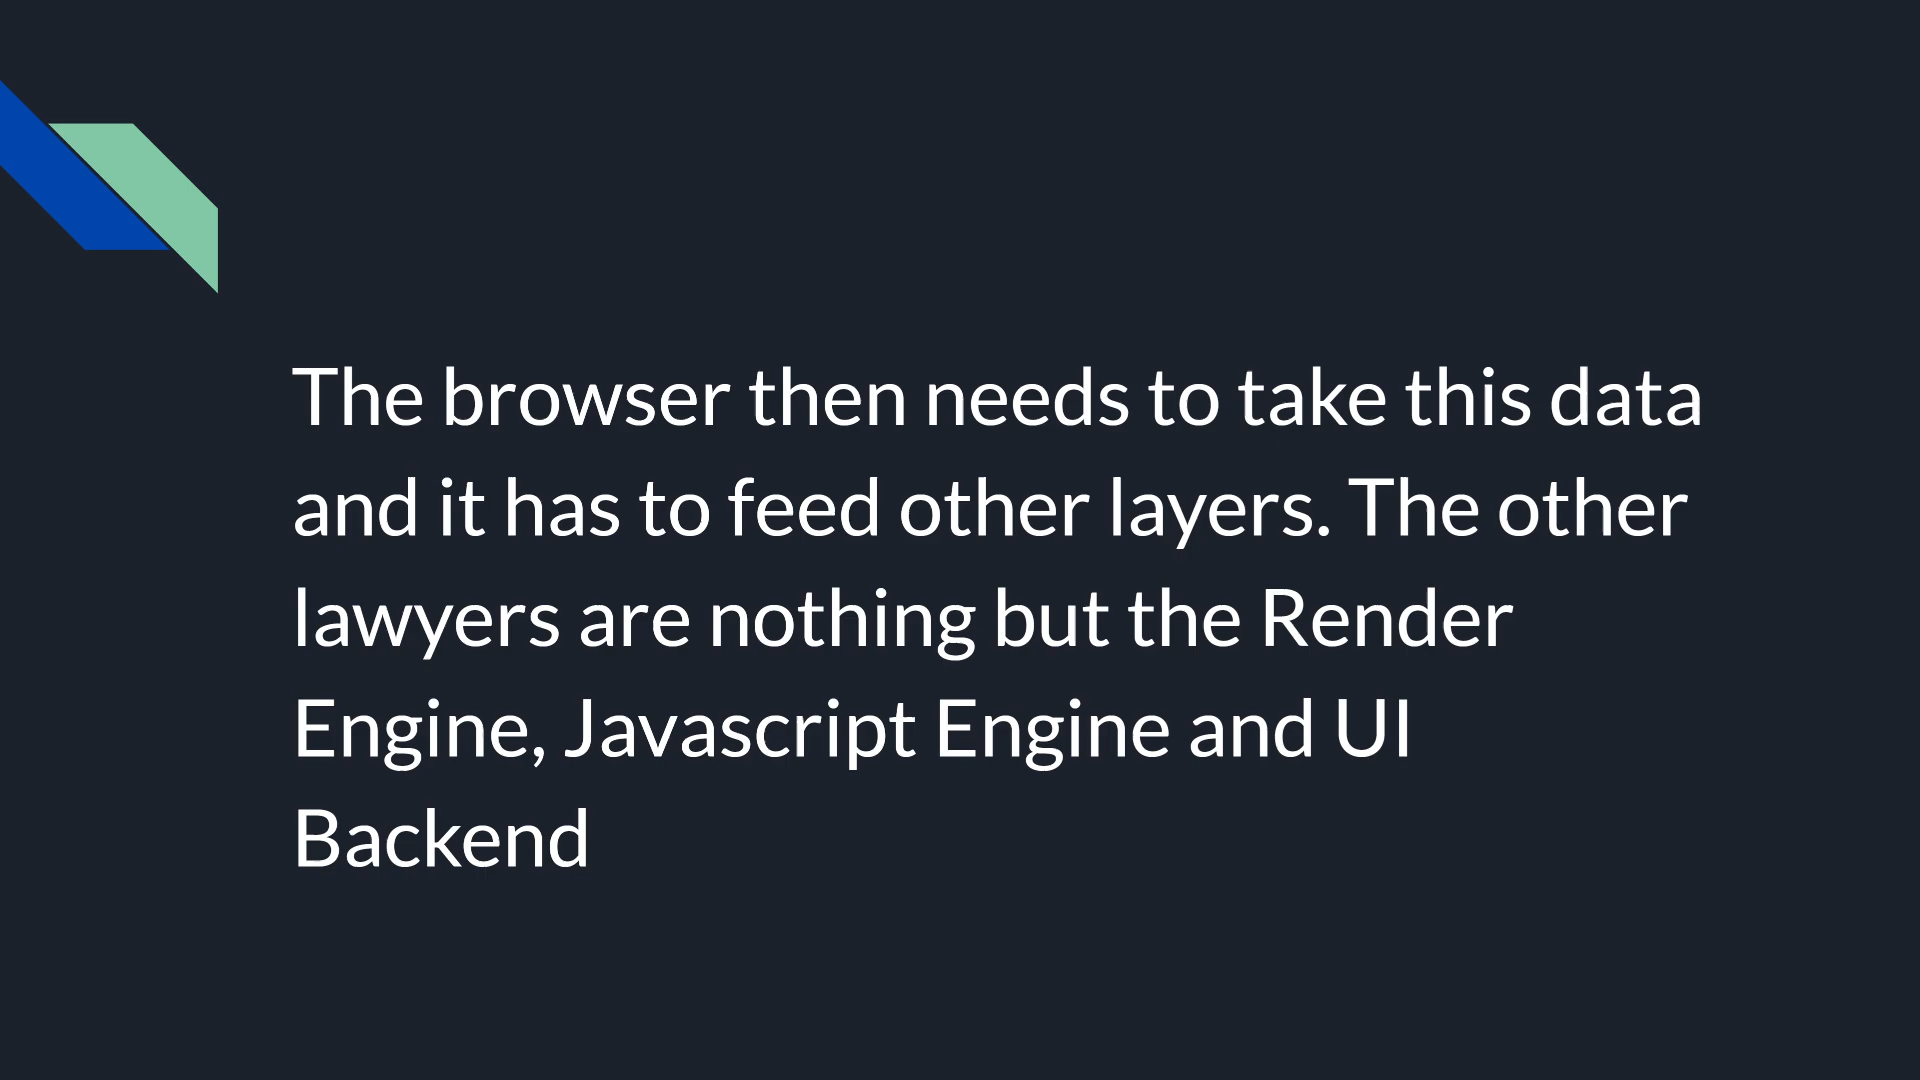 The browser then needs to take this data
and it has to feed other layers. The other
lawyers are nothing but the Render
Engine, Javascript Engine and UI
Backend